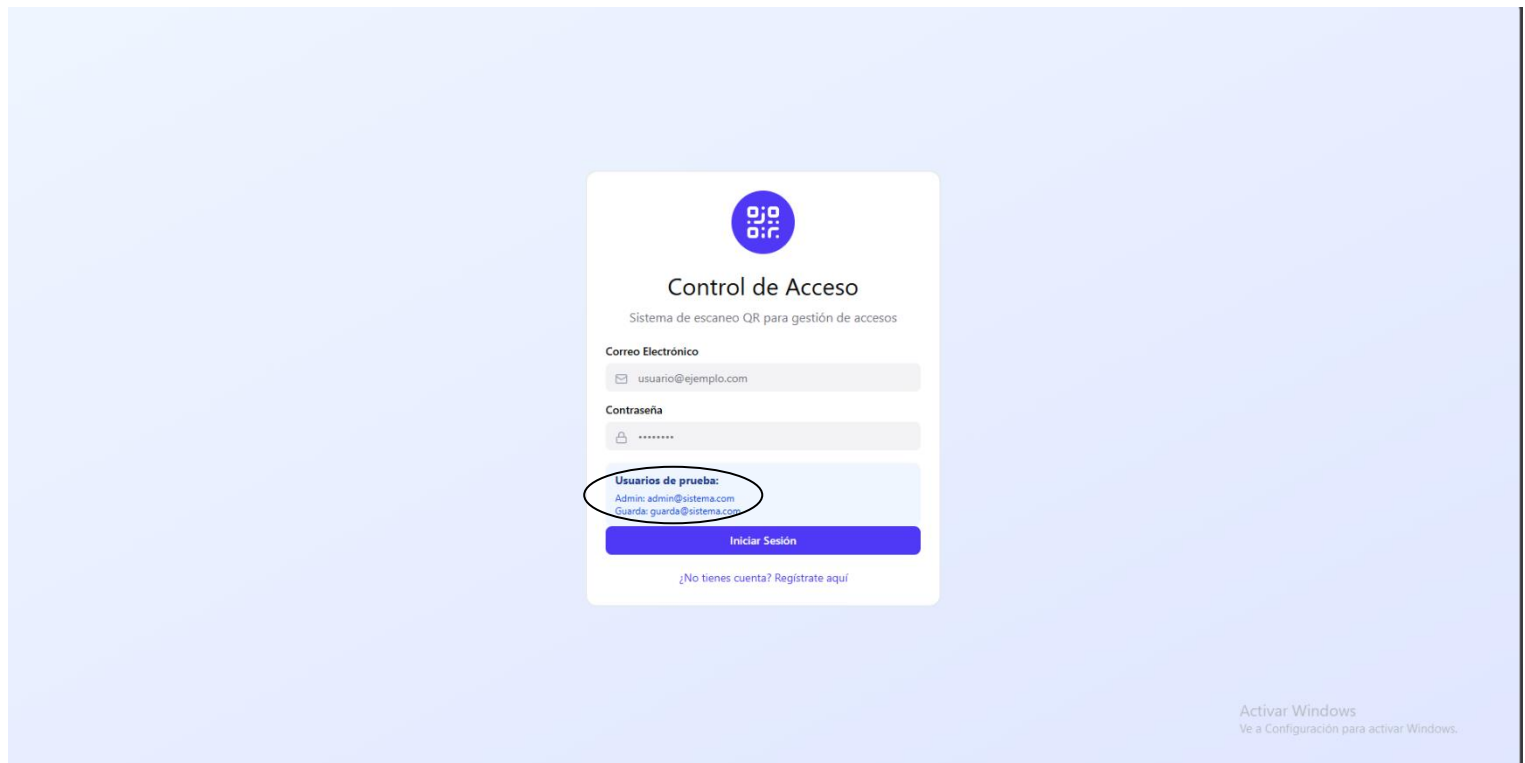 Control de Acceso
Sistema de escaneo QR para gestión de accesos
Correo Electrónico
usuario@ejemplo.com
Contraseña
••••••••
Usuarios de prueba:
Admin: admin@sistema.com
Guarda: guarda@sistema.com
Iniciar Sesión
¿No tienes cuenta? Regístrate aquí
Activar Windows
Ve a Configuración para activar Windows.